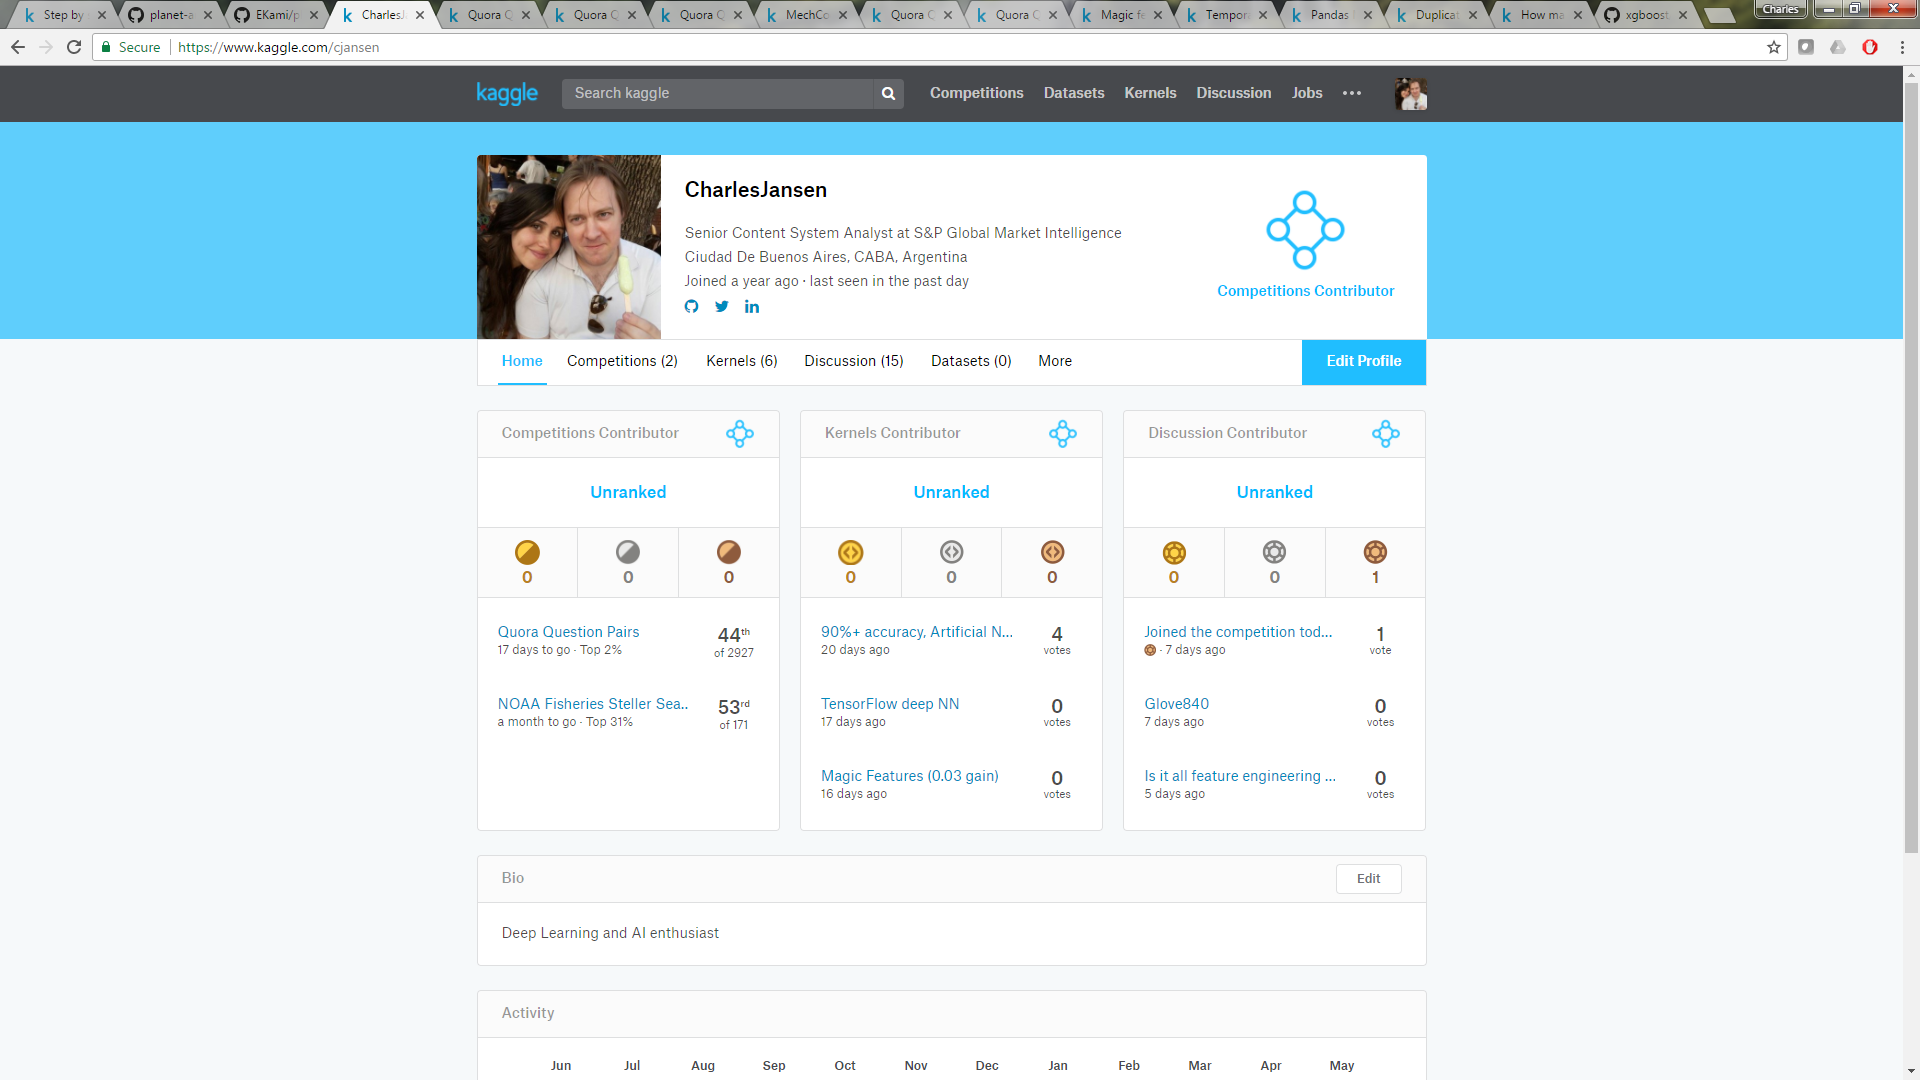 Step by
planet-a
EKami/p
CharlesJ
Quora Q
Quora Q
Quora Q
MechCo
Quora Q
Quora Q
Magic fe
Tempor
Pandas
Duplicat
How ma
xgboost
Charles
Secure https://www.kaggle.com/cjansen
kaggle Search kaggle Competitions Datasets Kernels Discussion Jobs
CharlesJansen
Senior Content System Analyst at S&P Global Market Intelligence
Ciudad De Buenos Aires, CABA, Argentina
Joined a year ago · last seen in the past day
Competitions Contributor
Home Competitions (2) Kernels (6) Discussion (15) Datasets (0) More Edit Profile
Competitions Contributor
Unranked
0 0 0
Quora Question Pairs 44th
17 days to go · Top 2% of 2927
NOAA Fisheries Steller Sea.. 53rd
a month to go · Top 31% of 171
Kernels Contributor
Unranked
0 0 0
90%+ accuracy, Artificial N... 4
20 days ago votes
TensorFlow deep NN 0
17 days ago votes
Magic Features (0.03 gain) 0
16 days ago votes
Discussion Contributor
Unranked
0 0 1
Joined the competition tod... 1
· 7 days ago vote
Glove840 0
7 days ago votes
Is it all feature engineering ... 0
5 days ago votes
Bio Edit
Deep Learning and AI enthusiast
Activity
Jun Jul Aug Sep Oct Nov Dec Jan Feb Mar Apr May